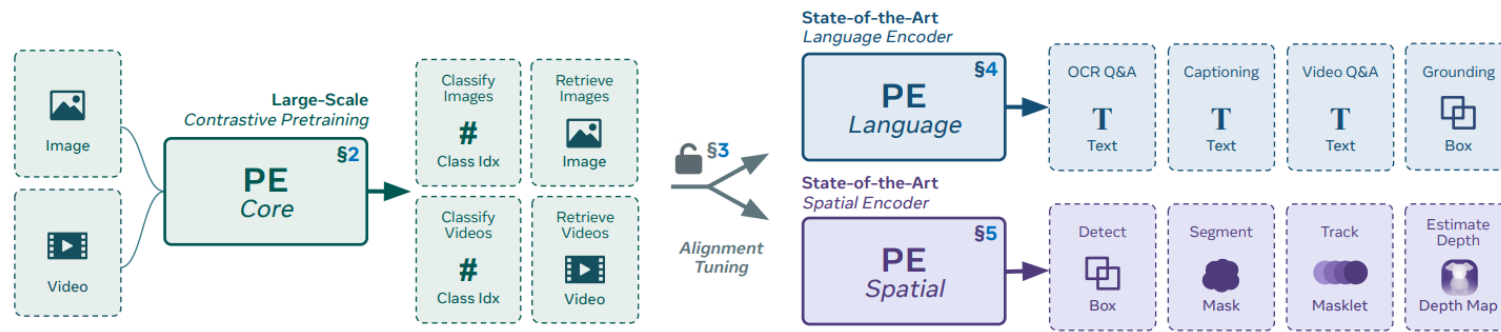 Image
Video
Large-Scale
Contrastive Pretraining
§2
PE
Core
Classify
Images
#
Class Idx
Retrieve
Images
Image
Classify
Videos
#
Class Idx
Retrieve
Videos
Video
§3
Alignment
Tuning
State-of-the-Art
Language Encoder
§4
PE
Language
OCR Q&A
T
Text
Captioning
T
Text
Video Q&A
T
Text
Grounding
Box
State-of-the-Art
Spatial Encoder
§5
PE
Spatial
Detect
Box
Segment
Mask
Track
Masklet
Estimate
Depth
Depth Map